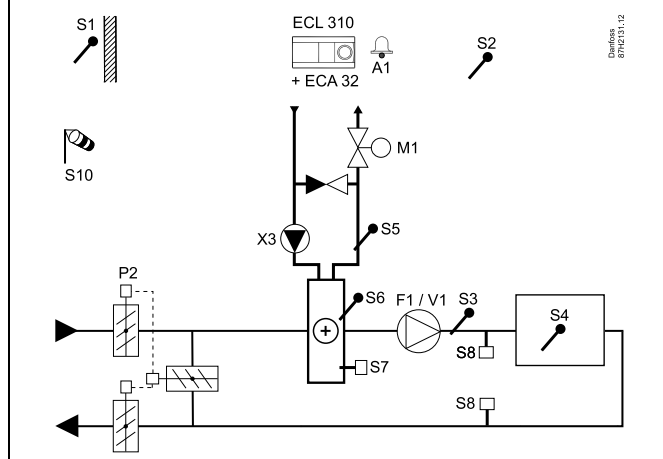 S1
ECL 310
A1
+ ECA 32
S2
Danfoss
87H2131.12
S10
M1
X3
S5
P2
S6
F1 / V1
S3
S4
S8
S7
S8